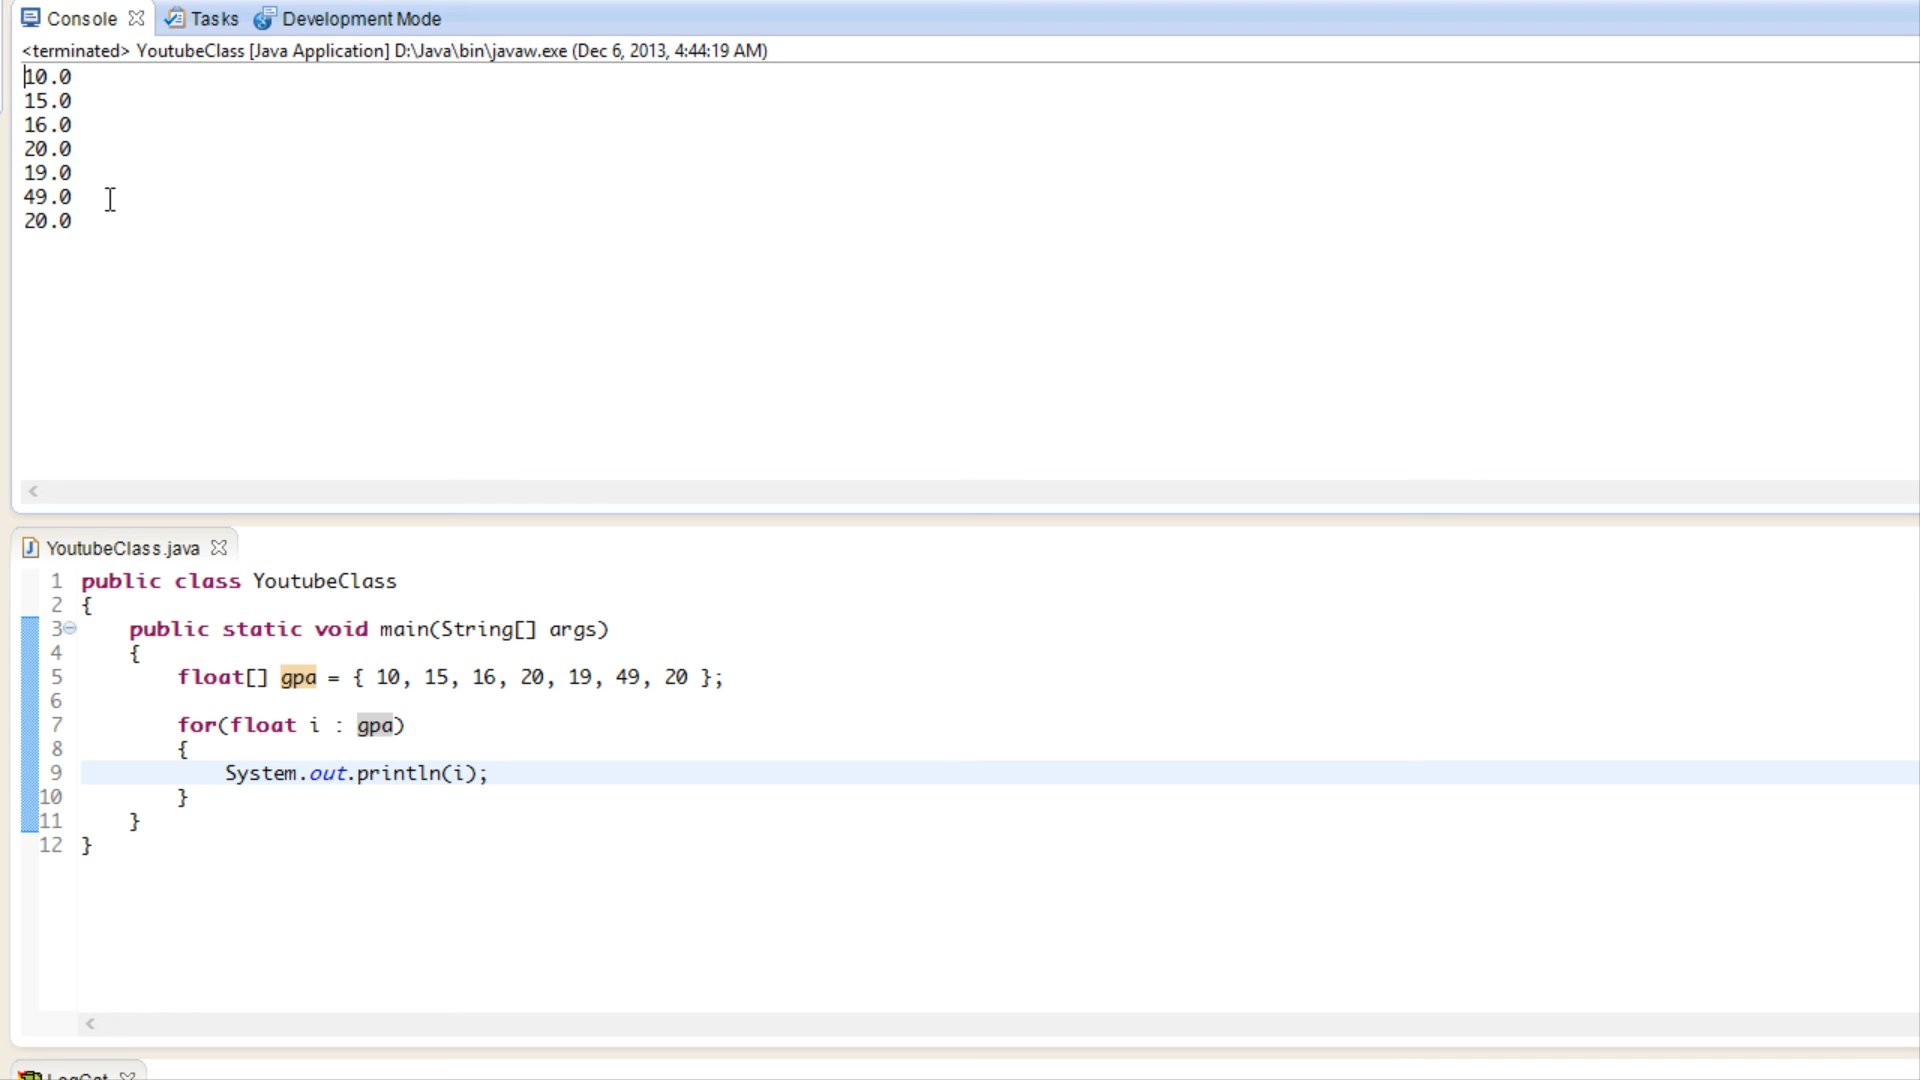 Console Tasks Development Mode
<terminated> YoutubeClass [Java Application] D:\Java\bin\javaw.exe (Dec 6, 2013, 4:44:19 AM)
10.0
15.0
16.0
20.0
19.0
49.0
20.0
YoutubeClass.java
1 public class YoutubeClass
2 {
3 public static void main(String[] args)
4 {
5 float[] gpa = { 10, 15, 16, 20, 19, 49, 20 };
6
7 for(float i : gpa)
8 {
9 System.out.println(i);
10 }
11 }
12 }
LogCat